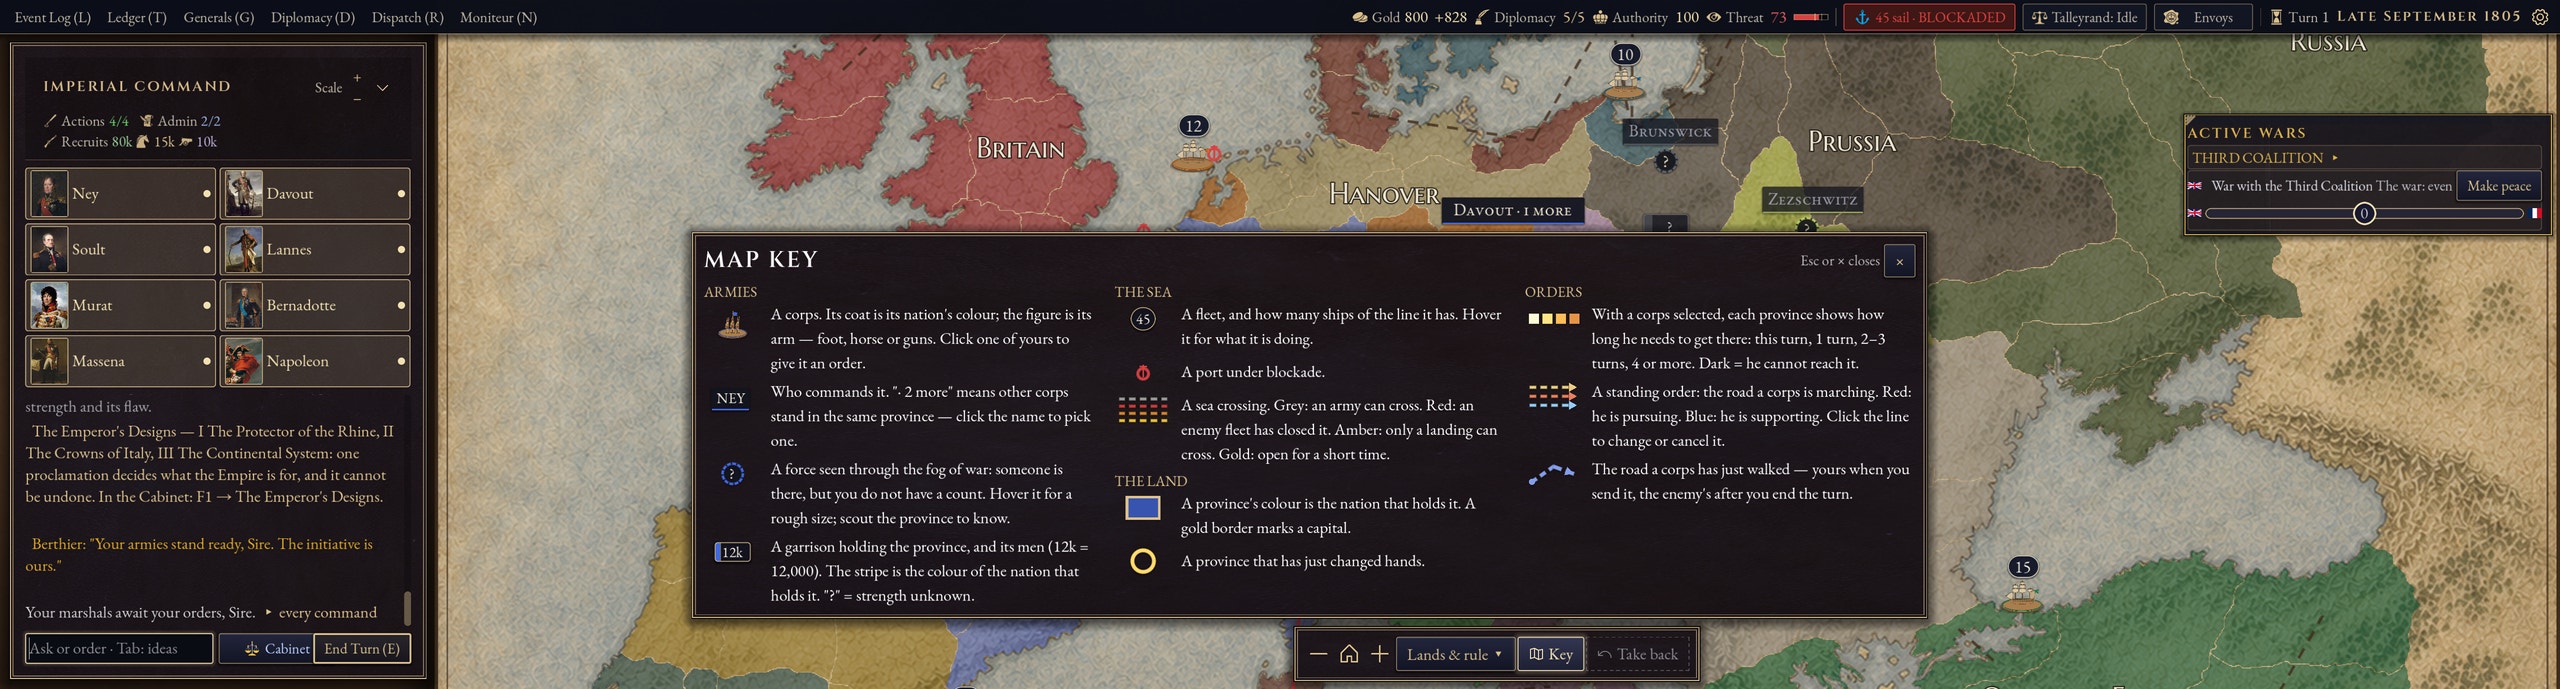 Event Log (L) Ledger (T) Generals (G) Diplomacy (D) Dispatch (R) Moniteur (N)
Gold 800 +828 Diplomacy 5/5 Authority 100 Threat 73
45 sail · BLOCKADED
Talleyrand: Idle
Envoys
Turn 1 LATE SEPTEMBER 1805
IMPERIAL COMMAND
Scale + −
Actions 4/4 Admin 2/2
Recruits 80k 15k 10k
Ney
Davout
Soult
Lannes
Murat
Bernadotte
Massena
Napoleon
strength and its flaw.
The Emperor's Designs — I The Protector of the Rhine, II
The Crowns of Italy, III The Continental System: one
proclamation decides what the Empire is for, and it cannot
be undone. In the Cabinet: F1 → The Emperor's Designs.
Berthier: "Your armies stand ready, Sire. The initiative is
ours."
Your marshals await your orders, Sire. ▸ every command
Ask or order · Tab: ideas
Cabinet
End Turn (E)
RUSSIA
10
12
BRITAIN
BRUNSWICK
?
PRUSSIA
HANOVER
ZEZSCHWITZ
DAVOUT · 1 MORE
?
?
ACTIVE WARS
THIRD COALITION ▸
War with the Third Coalition The war: even
Make peace
0
MAP KEY
Esc or × closes
×
ARMIES
A corps. Its coat is its nation's colour; the figure is its
arm — foot, horse or guns. Click one of yours to
give it an order.
NEY
Who commands it. "· 2 more" means other corps
stand in the same province — click the name to pick
one.
?
A force seen through the fog of war: someone is
there, but you do not have a count. Hover it for a
rough size; scout the province to know.
12k
A garrison holding the province, and its men (12k =
12,000). The stripe is the colour of the nation that
holds it. "?" = strength unknown.
THE SEA
45
A fleet, and how many ships of the line it has. Hover
it for what it is doing.
A port under blockade.
A sea crossing. Grey: an army can cross. Red: an
enemy fleet has closed it. Amber: only a landing can
cross. Gold: open for a short time.
THE LAND
A province's colour is the nation that holds it. A
gold border marks a capital.
A province that has just changed hands.
ORDERS
With a corps selected, each province shows how
long he needs to get there: this turn, 1 turn, 2–3
turns, 4 or more. Dark = he cannot reach it.
A standing order: the road a corps is marching. Red:
he is pursuing. Blue: he is supporting. Click the line
to change or cancel it.
The road a corps has just walked — yours when you
send it, the enemy's after you end the turn.
15
Lands & rule ▾
Key
Take back